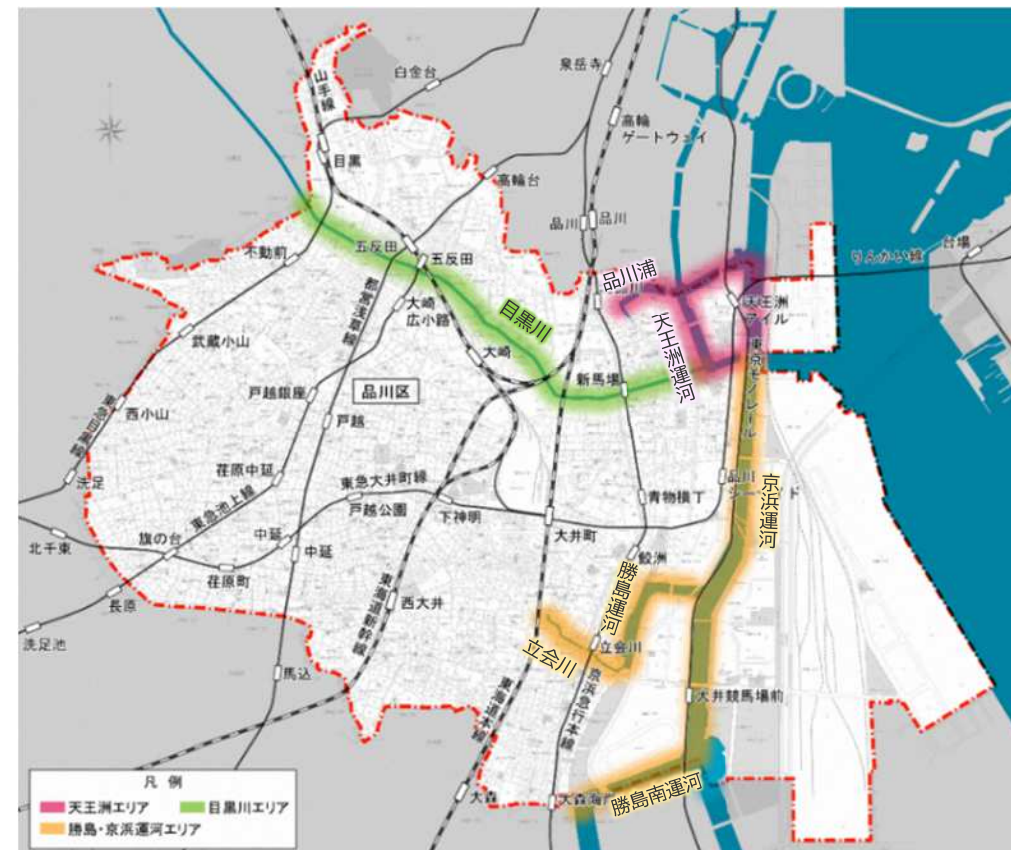 白金台
泉岳寺
山手線
高輪
ゲートウェイ
目黒
高輪台
品川
品川
台場
りんかい線
不動前
五反田
五反田
品川浦
天王洲
アイル
都営浅草線
大崎
広小路
目黒川
天王洲運河
東京モノレール
武蔵小山
大崎
新馬場
戸越銀座
品川区
西小山
東急目黒線
戸越
洗足
荏原中延
東急大井町線
青物横丁
品川
京浜運河
東急池上線
戸越公園
下神明
大井町
旗の台
中延
中延
北千束
鮫洲
荏原町
勝島運河
長原
東海道新幹線
西大井
洗足池
立会川
立会川
馬込
京浜急行本線
大井競馬場前
東海道本線
大森
大森海
勝島南運河
凡例
天王洲エリア
目黒川エリア
勝島・京浜運河エリア